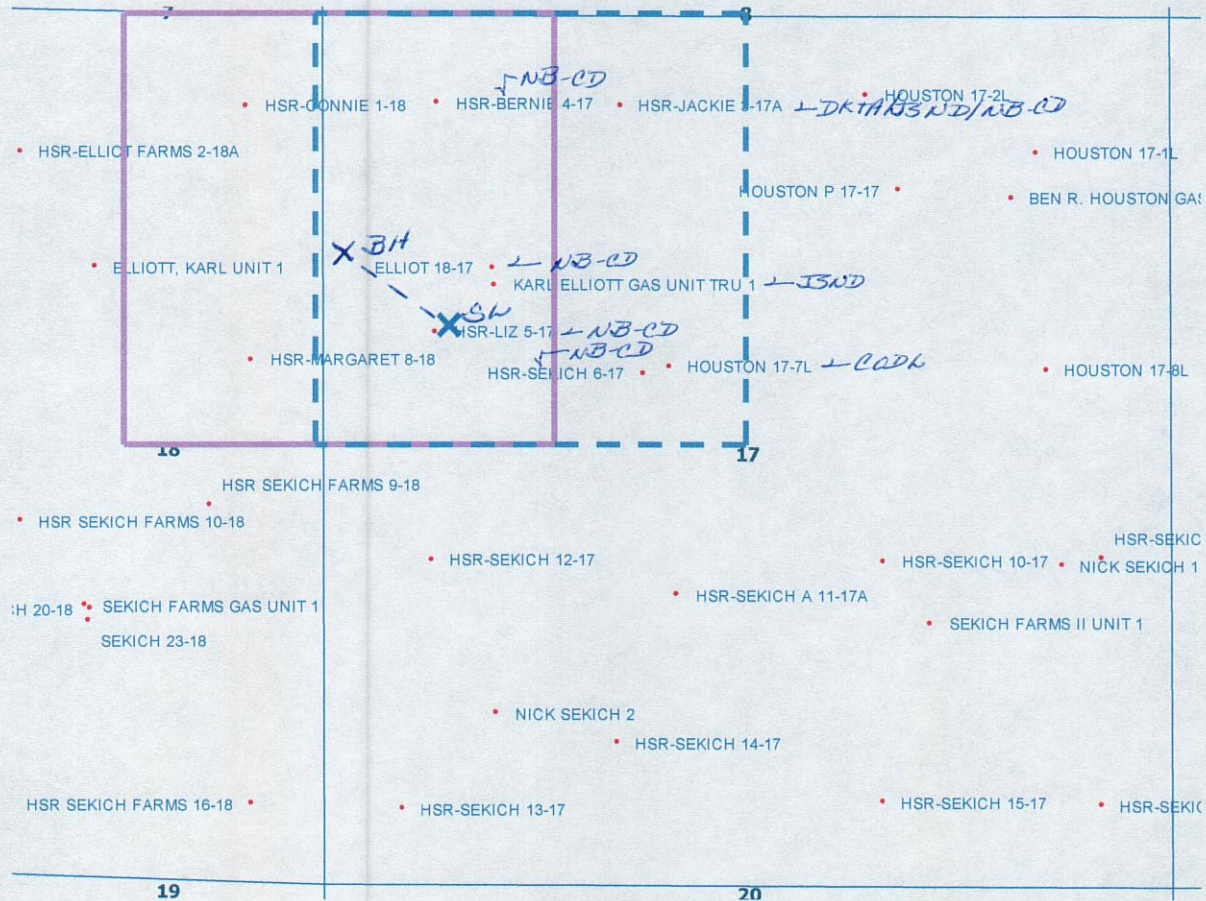 7
8
NB-CD
HSR-CONNIE 1-18
HSR-BERNIE 4-17
HSR-JACKIE 3-17A
HOUSTON 17-2L
HSR-ELLIOT FARMS 2-18A
HOUSTON 17-1L
HOUSTON P 17-17
BEN R. HOUSTON GAS
BH
ELLIOTT, KARL UNIT 1
ELLIOT 18-17
NB-CD
KARL ELLIOTT GAS UNIT TRU 1
JSND
SL
HSR-LIZ 5-17
NB-CD
NB-CD
HSR-MARGARET 8-18
HSR-SEKICH 6-17
HOUSTON 17-7L
CODL
HOUSTON 17-8L
18
17
HSR SEKICH FARMS 9-18
HSR SEKICH FARMS 10-18
HSR-SEKIC
HSR-SEKICH 12-17
HSR-SEKICH 10-17
NICK SEKICH 1
HSR-SEKICH A 11-17A
H 20-18
SEKICH FARMS GAS UNIT 1
SEKICH FARMS II UNIT 1
SEKICH 23-18
NICK SEKICH 2
HSR-SEKICH 14-17
HSR SEKICH FARMS 16-18
HSR-SEKICH 13-17
HSR-SEKICH 15-17
HSR-SEKIC
19
20